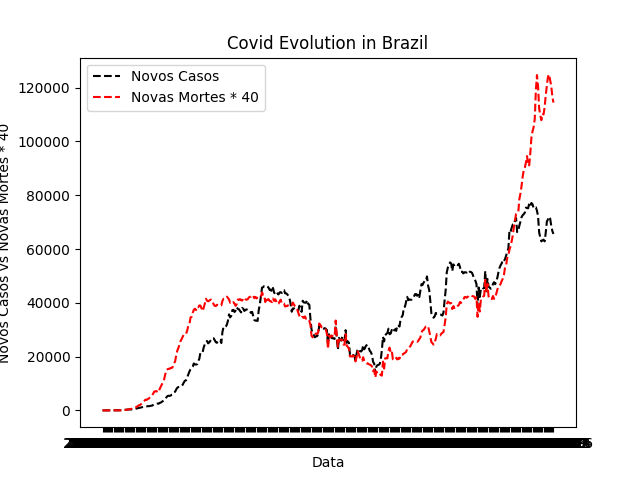 Covid Evolution in Brazil
Novos Casos
Novas Mortes * 40
Novos Casos vs Novas Mortes * 40
120000
100000
80000
60000
40000
20000
0
Data